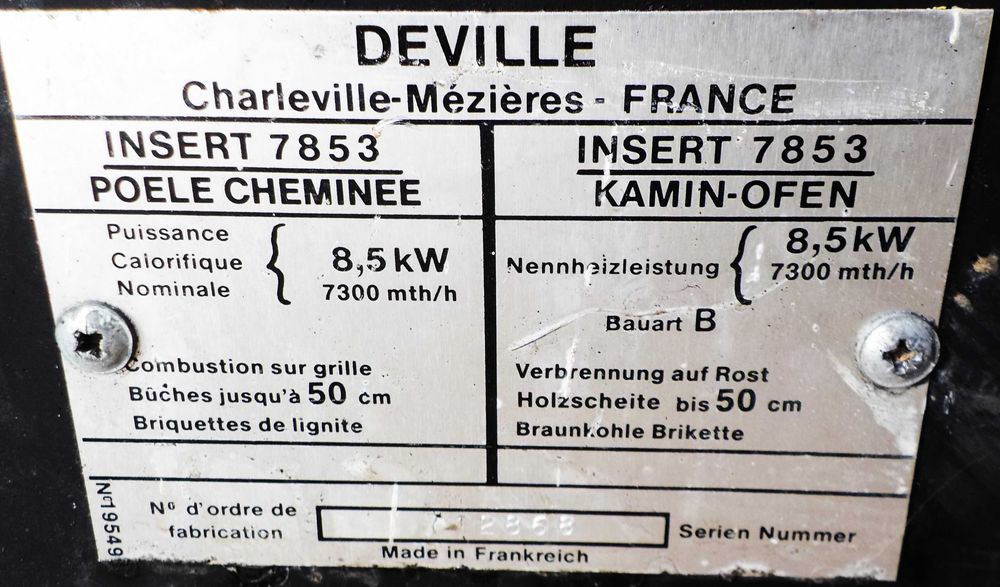 DEVILLE
Charleville-Mézières - FRANCE
INSERT 7853
POELE CHEMINEE
Puissance
Calorifique
Nominale
8,5 kW
7300 mth/h
Combustion sur grille
Bûches jusqu'à 50 cm
Briquettes de lignite
INSERT 7853
KAMIN-OFEN
Nennheizleistung
8,5 kW
7300 mth/h
Bauart B
Verbrennung auf Rost
Holzscheite bis 50 cm
Braunkohle Brikette
No19549
No d'ordre de
fabrication
Serien Nummer
Made in Frankreich